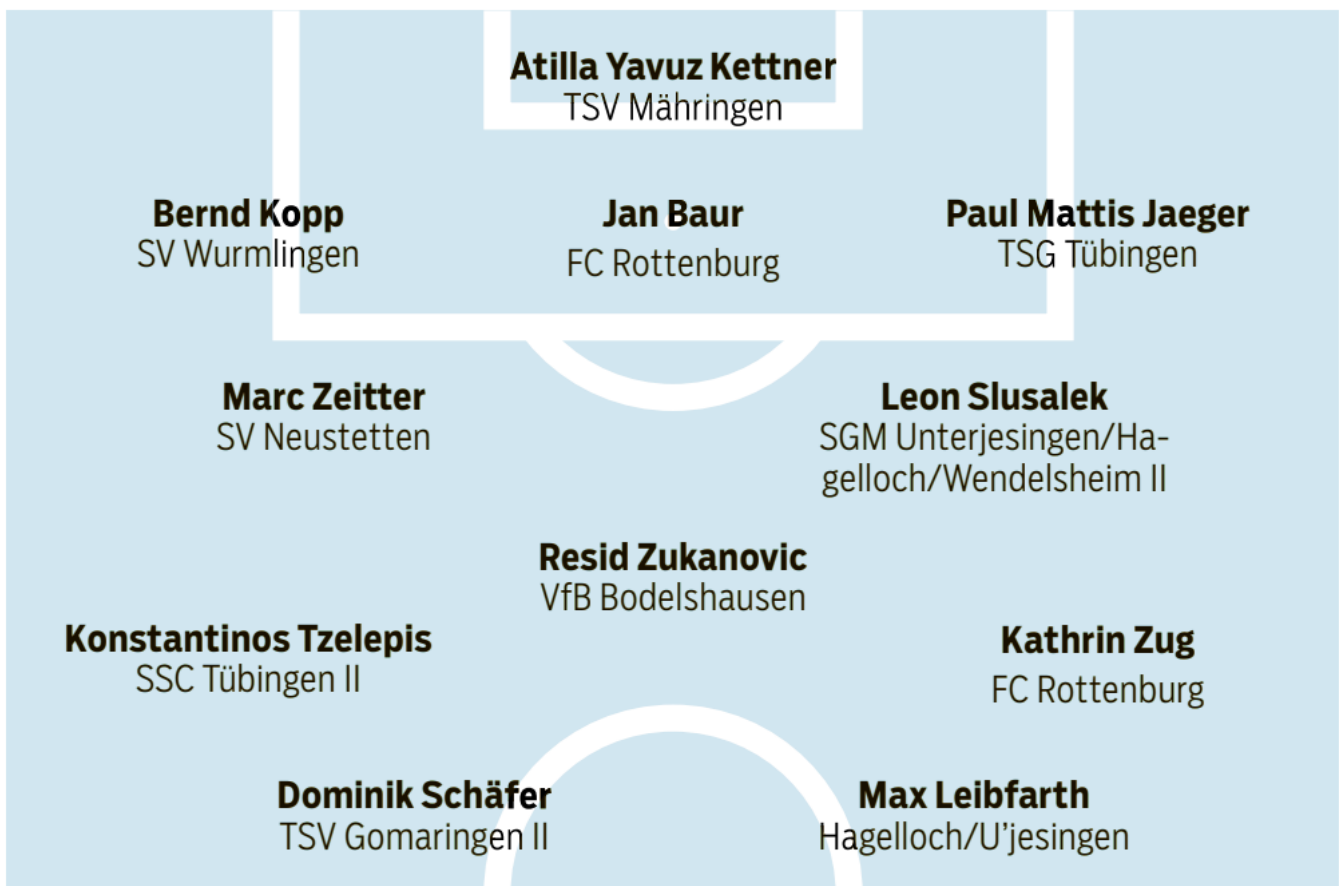 Atilla Yavuz Kettner
TSV Mähringen
Bernd Kopp
SV Wurmlingen
Jan Baur
FC Rottenburg
Paul Mattis Jaeger
TSG Tübingen
Marc Zeitter
SV Neustetten
Leon Slusalek
SGM Unterjesingen/Ha-
gelloch/Wendelsheim II
Resid Zukanovic
VfB Bodelshausen
Konstantinos Tzelepis
SSC Tübingen II
Kathrin Zug
FC Rottenburg
Dominik Schäfer
TSV Gomaringen II
Max Leibfarth
Hagelloch/U’jesingen